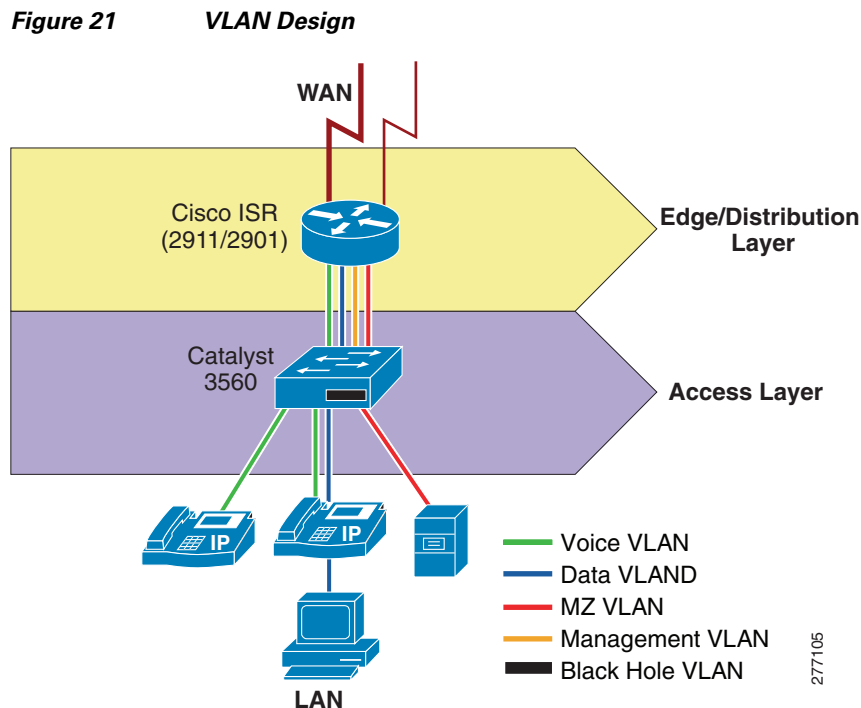 Figure 21 VLAN Design
WAN
Cisco ISR
(2911/2901)
Edge/Distribution
Layer
Catalyst
3560
Access Layer
IP
IP
Voice VLAN
Data VLAND
MZ VLAN
Management VLAN
Black Hole VLAN
LAN
277105